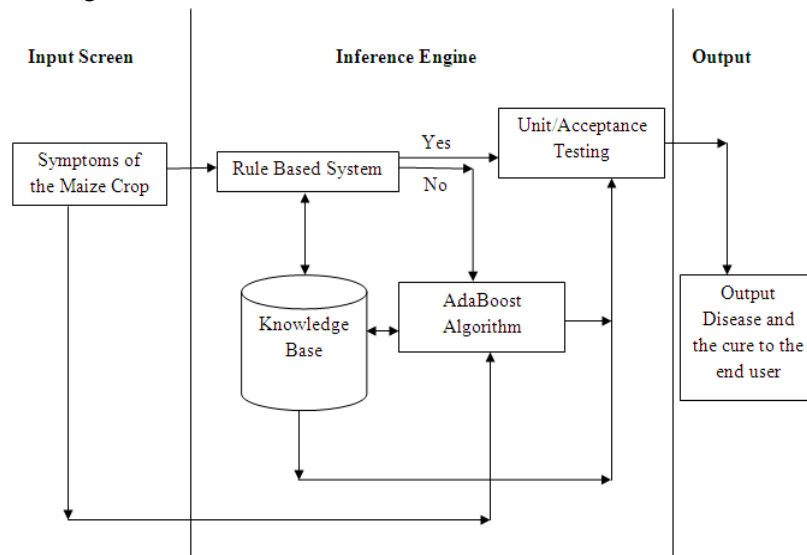 Input Screen
Inference Engine
Output
Symptoms of
the Maize Crop
Rule Based System
Yes
No
Unit/Acceptance
Testing
Knowledge
Base
AdaBoost
Algorithm
Output
Disease and
the cure to the
end user